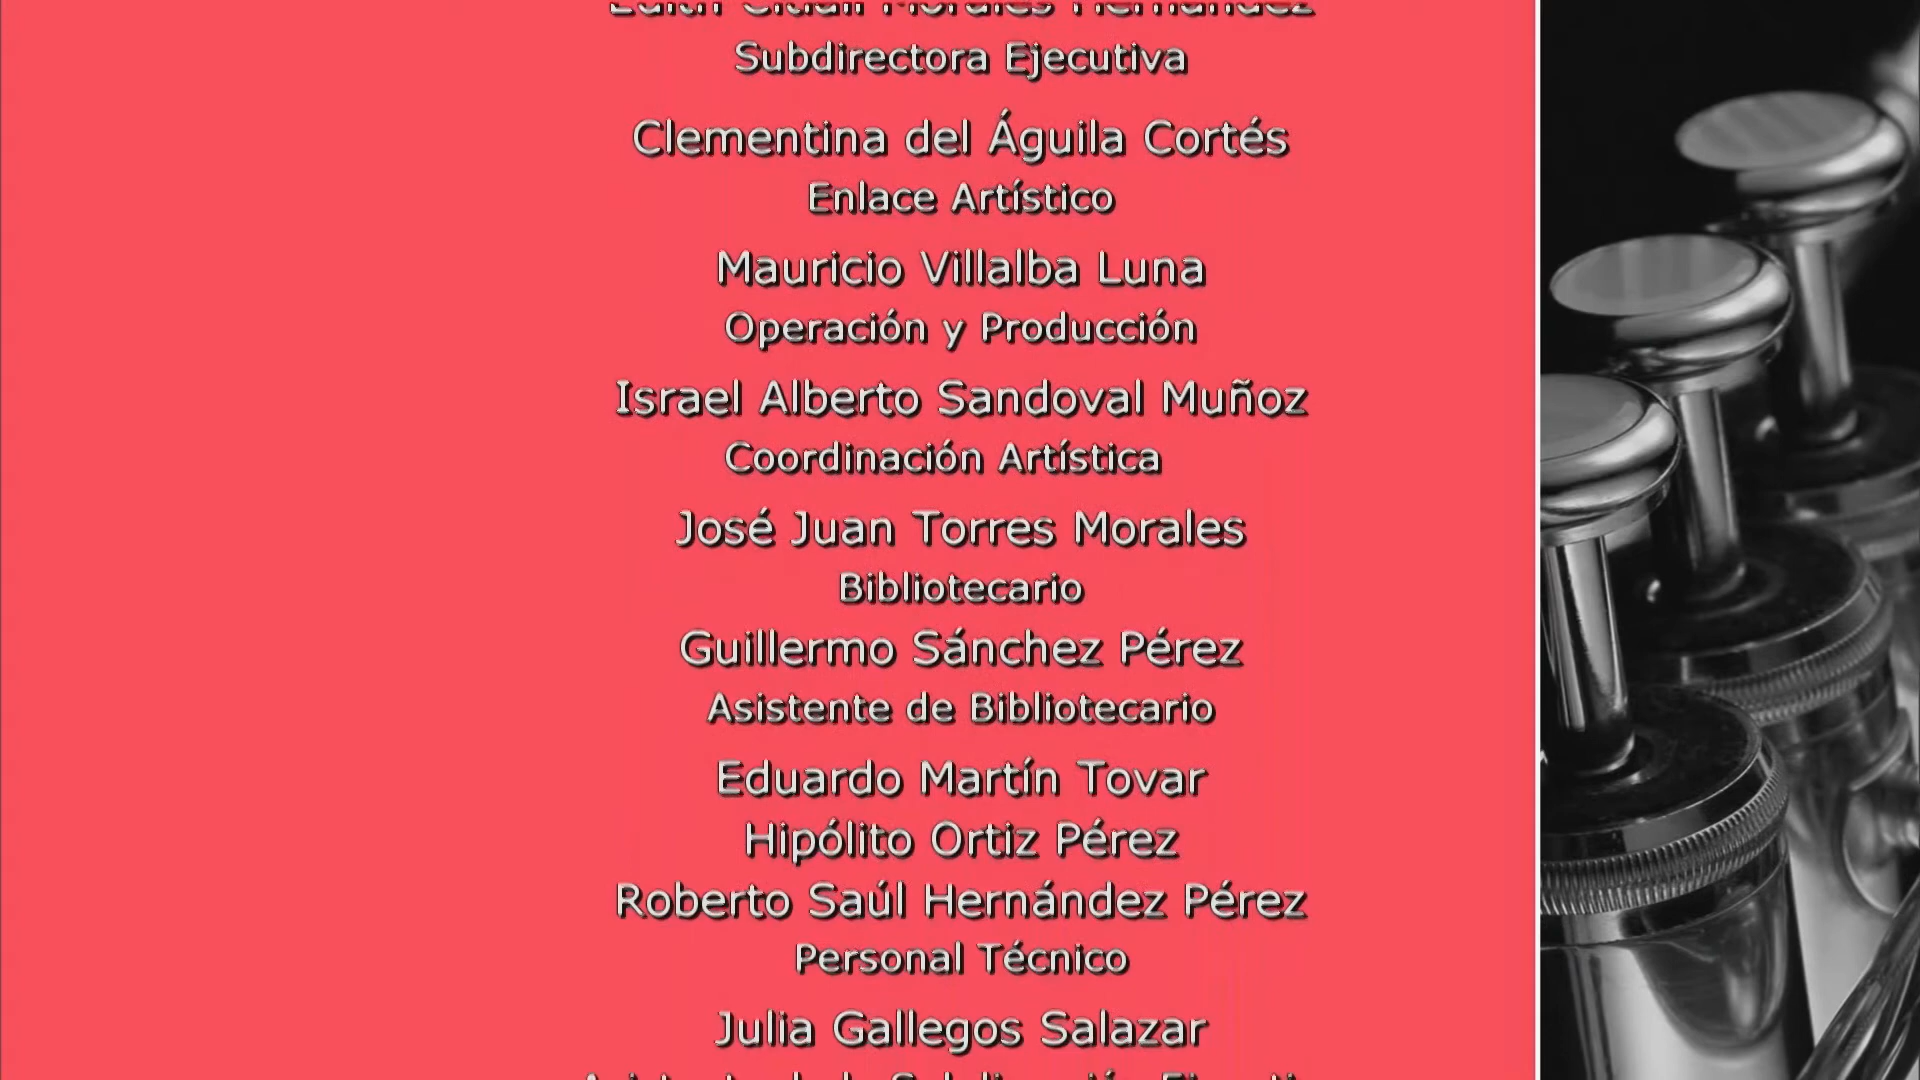 Morales Hernández
Subdirectora Ejecutiva
Clementina del Águila Cortés
Enlace Artístico
Mauricio Villalba Luna
Operación y Producción
Israel Alberto Sandoval Muñoz
Coordinación Artística
José Juan Torres Morales
Bibliotecario
Guillermo Sánchez Pérez
Asistente de Bibliotecario
Eduardo Martín Tovar
Hipólito Ortiz Pérez
Roberto Saúl Hernández Pérez
Personal Técnico
Julia Gallegos Salazar